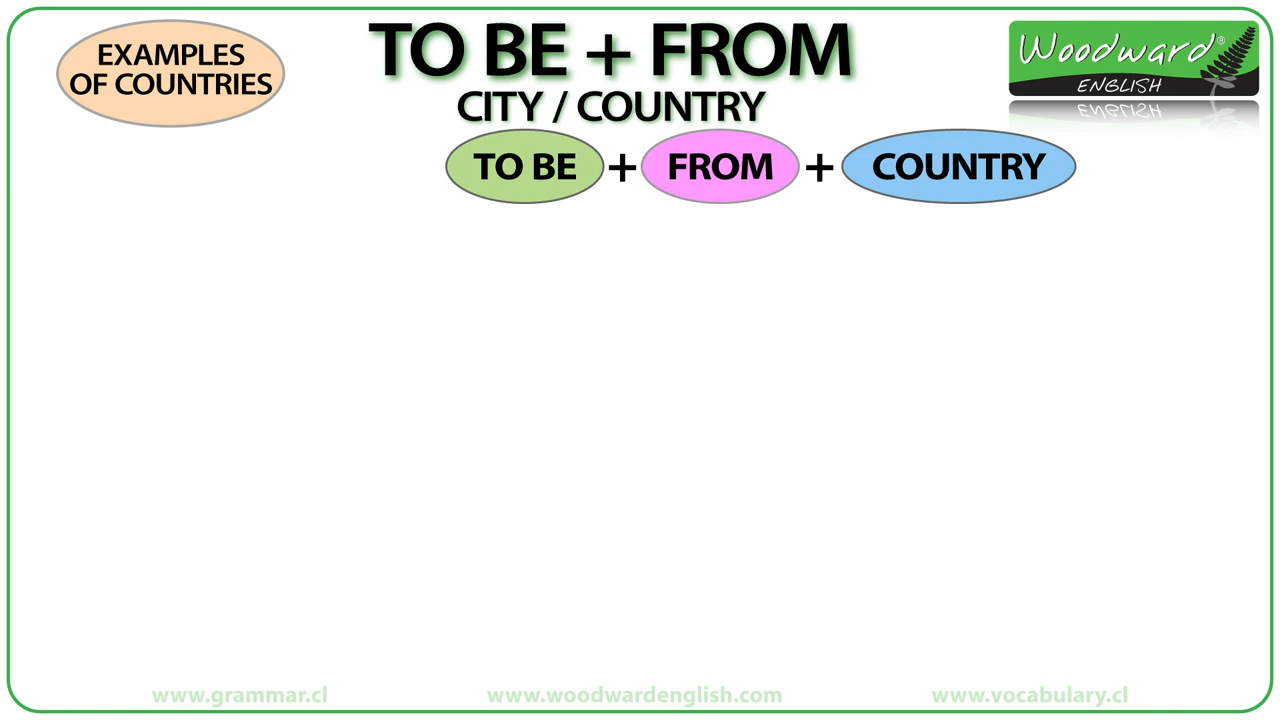 EXAMPLES
OF COUNTRIES
TO BE + FROM
CITY / COUNTRY
Woodward®
ENGLISH
TO BE + FROM + COUNTRY
www.grammar.cl
www.woodwardenglish.com
www.vocabulary.cl